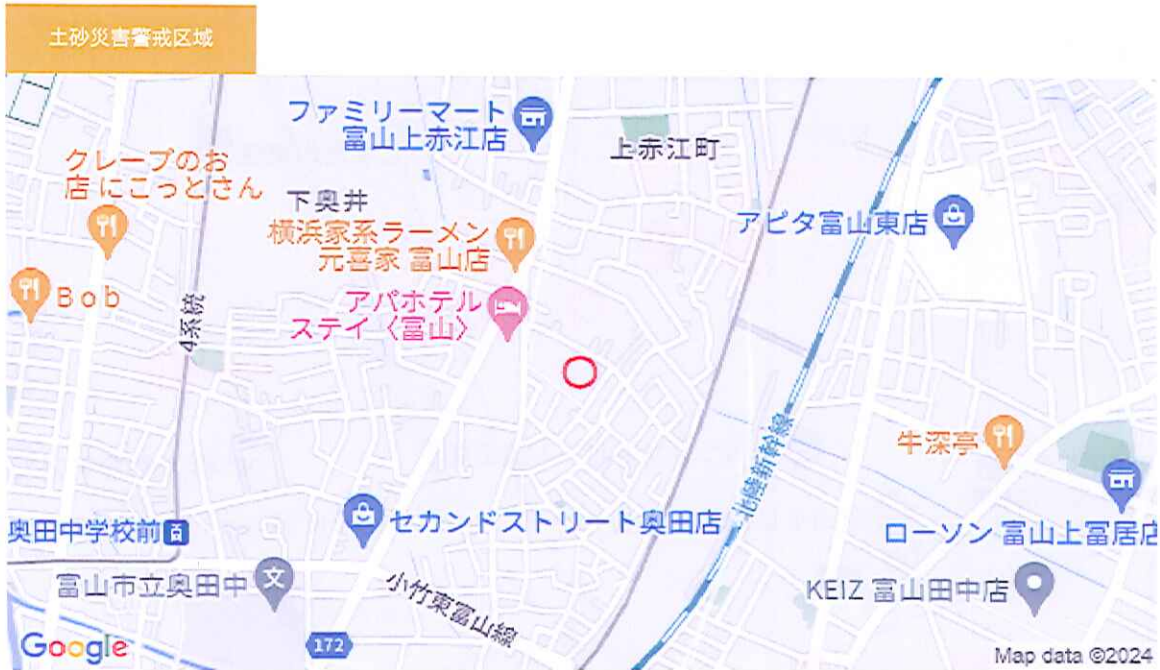 土砂災害警戒区域
ファミリーマート
富山上赤江店
上赤江町
クレープのお
店 にこっとさん
下奥井
横浜家系ラーメン
元喜家 富山店
アピタ富山東店
Bob
アパホテル
ステイ〈富山〉
4系統
牛深亭
北陸新幹線
奥田中学校前
セカンドストリート奥田店
ローソン 富山上冨居店
富山市立奥田中
文
小竹東富山線
KEIZ 富山田中店
Google
172
Map data ©2024